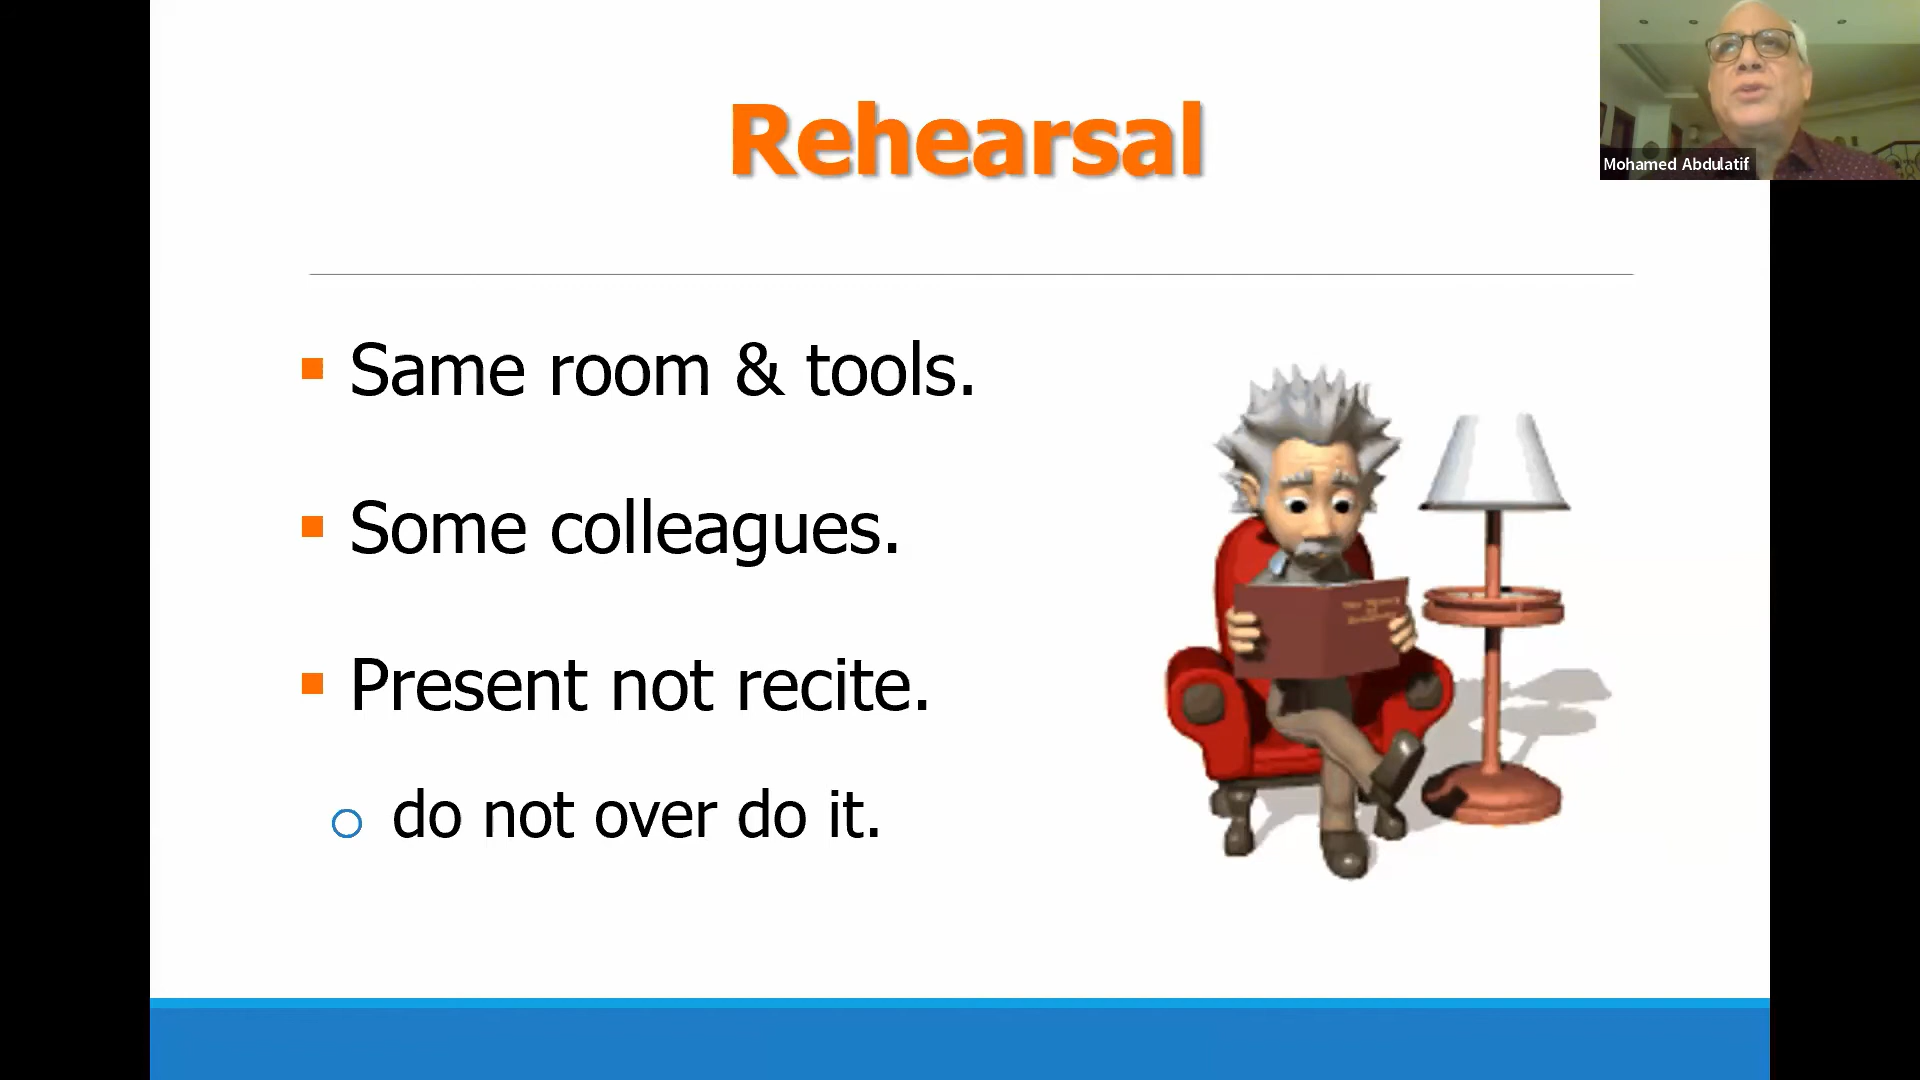 Rehearsal
Mohamed Abdulatif
Same room & tools.
Some colleagues.
Present not recite.
do not over do it.